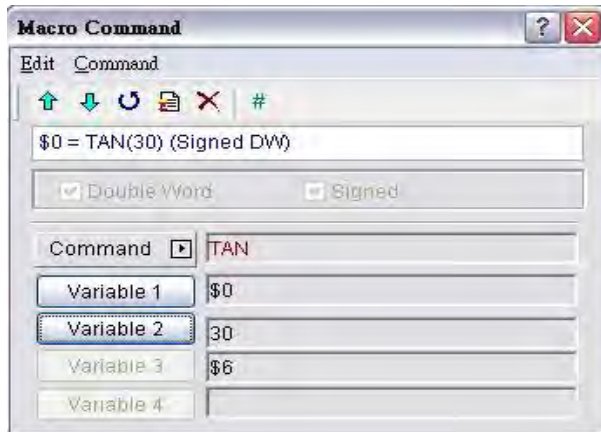 Macro Command
Edit Command
#
$0 = TAN(30) (Signed DW)
Double Word Signed
Command TAN
Variable 1 $0
Variable 2 30
Variable 3 $6
Variable 4